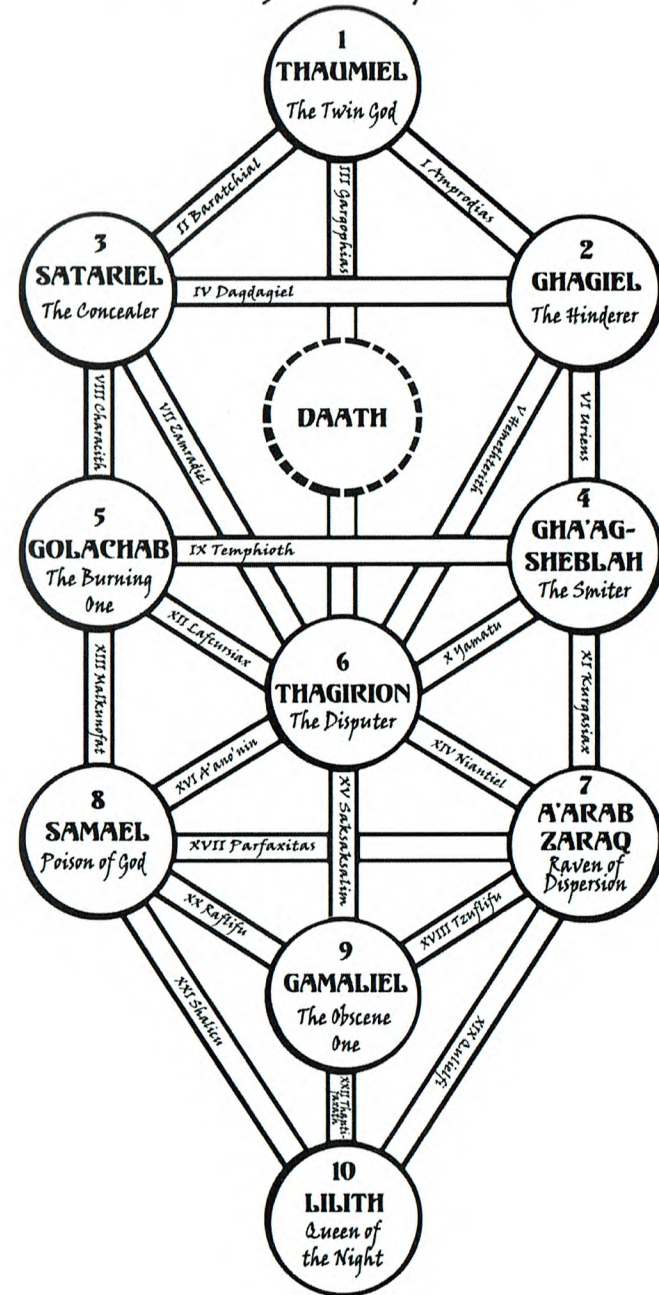 1
THAUMIEL
The Twin God
II Baratchial
III Gargophias
I Amprodias
3
SATARIEL
The Concealer
IV Dagdagiel
2
GHAGIEL
The Hinderer
DAATH
VIII Characith
VII Zamradiel
V Hemethterith
VI Uriens
5
GOLACHAB
The Burning
One
IX Temphioth
4
GHA'AG-
SHEBLAH
The Smiter
XII Lafcursiax
X Yamatu
6
THAGIRION
The Disputer
XIII Malkunofat
XI Kurgasiax
XVI A'ano'nin
XIV Niantiel
8
SAMAEL
Poison of God
XVII Parfaxitas
XV Saksaksalim
7
A'ARAB
ZARAQ
Raven of
Dispersion
XX Raflifu
XVIII Tzuflifu
9
GAMALIEL
The Obscene
One
XXI Shalicu
XIX Qulielfi
XXII
10
LILITH
Queen of
the Night